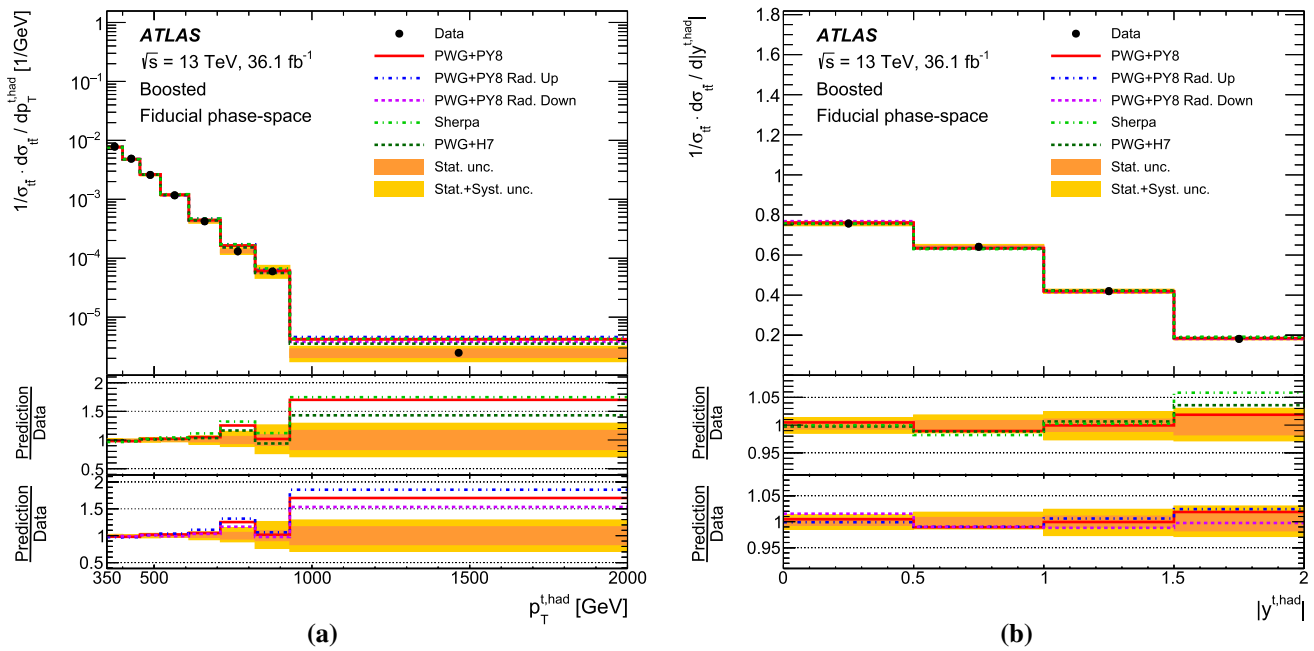 1/σ_tt̄ · dσ_tt̄ / dp_T^{t,had} [1/GeV]
1
10⁻¹
10⁻²
10⁻³
10⁻⁴
10⁻⁵
ATLAS
√s = 13 TeV, 36.1 fb⁻¹
Boosted
Fiducial phase-space
Data
PWG+PY8
PWG+PY8 Rad. Up
PWG+PY8 Rad. Down
Sherpa
PWG+H7
Stat. unc.
Stat.+Syst. unc.
Prediction
Data
2
1.5
1
0.5
Prediction
Data
2
1.5
1
0.5
350 500 1000 1500 2000
p_T^{t,had} [GeV]
(a)
1/σ_tt̄ · dσ_tt̄ / d|y^{t,had}|
1.8
1.6
1.4
1.2
1
0.8
0.6
0.4
0.2
ATLAS
√s = 13 TeV, 36.1 fb⁻¹
Boosted
Fiducial phase-space
Data
PWG+PY8
PWG+PY8 Rad. Up
PWG+PY8 Rad. Down
Sherpa
PWG+H7
Stat. unc.
Stat.+Syst. unc.
Prediction
Data
1.05
1
0.95
Prediction
Data
1.05
1
0.95
0 0.5 1 1.5 2
|y^{t,had}|
(b)